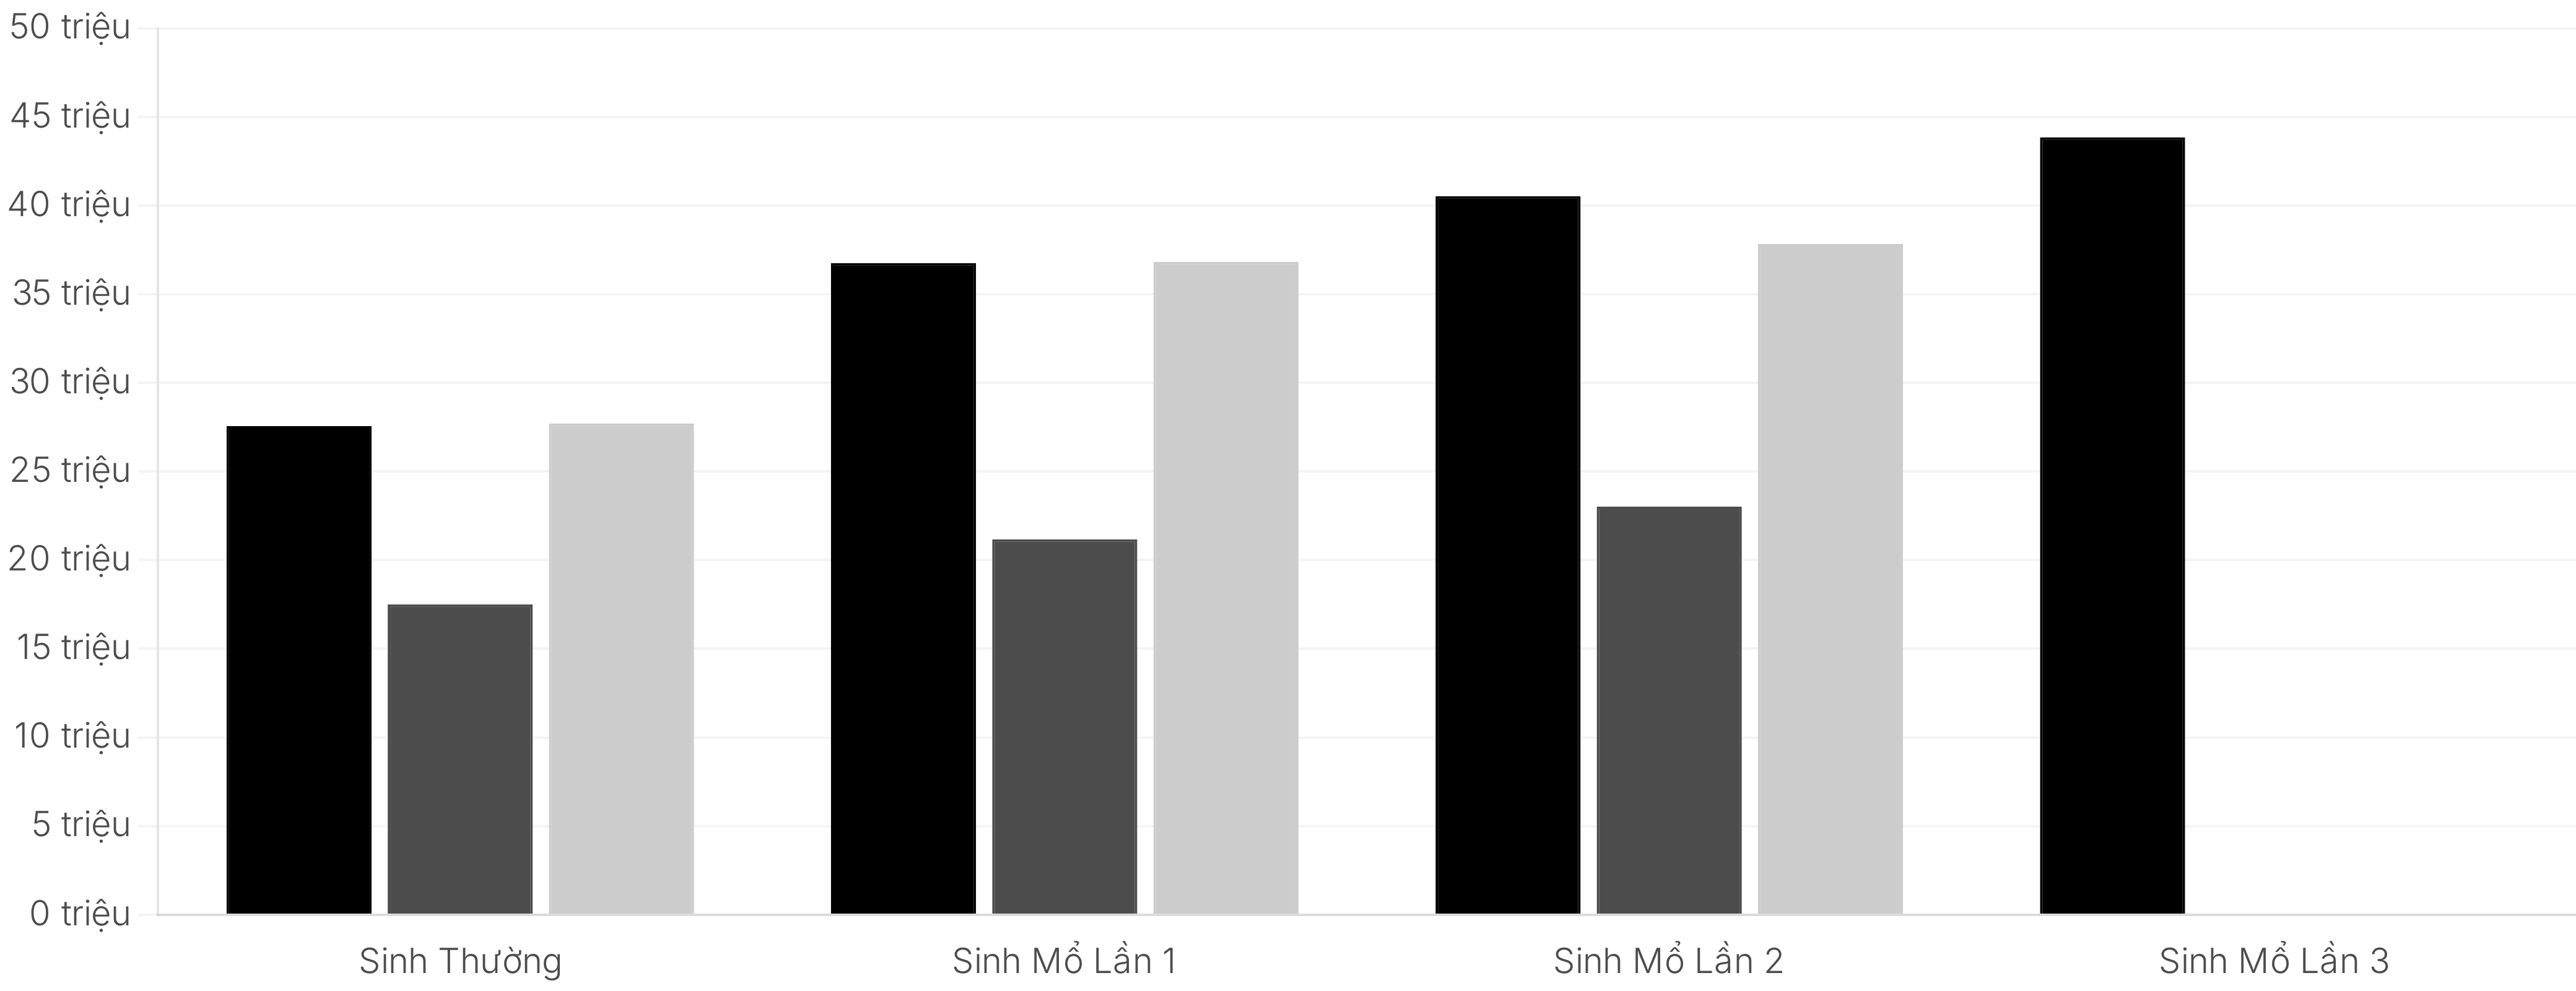 50 triệu
45 triệu
40 triệu
35 triệu
30 triệu
25 triệu
20 triệu
15 triệu
10 triệu
5 triệu
0 triệu
Sinh Thường
Sinh Mổ Lần 1
Sinh Mổ Lần 2
Sinh Mổ Lần 3